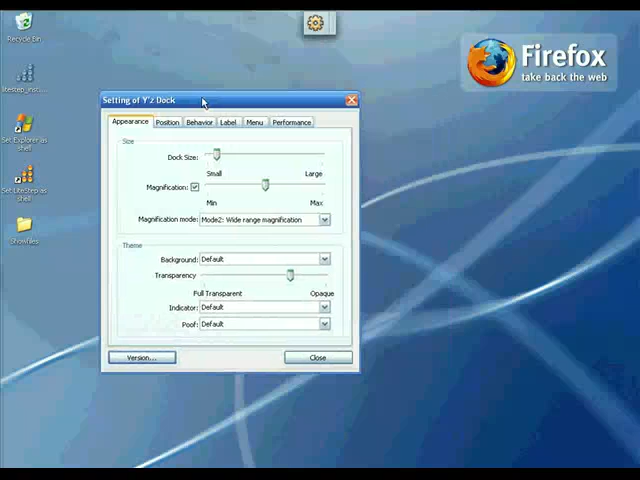 Recycle Bin
litestep_inst...
Set Explorer as shell
Set LiteStep as shell
Showfiles
Firefox
take back the web
Setting of Y'z Dock
Appearance Position Behavior Label Menu Performance
Size
Dock Size:
Small Large
Magnification:
Min Max
Magnification mode: Mode2: Wide range magnification
Theme
Background: Default
Transparency
Full Transparent Opaque
Indicator: Default
Poof: Default
Version... Close